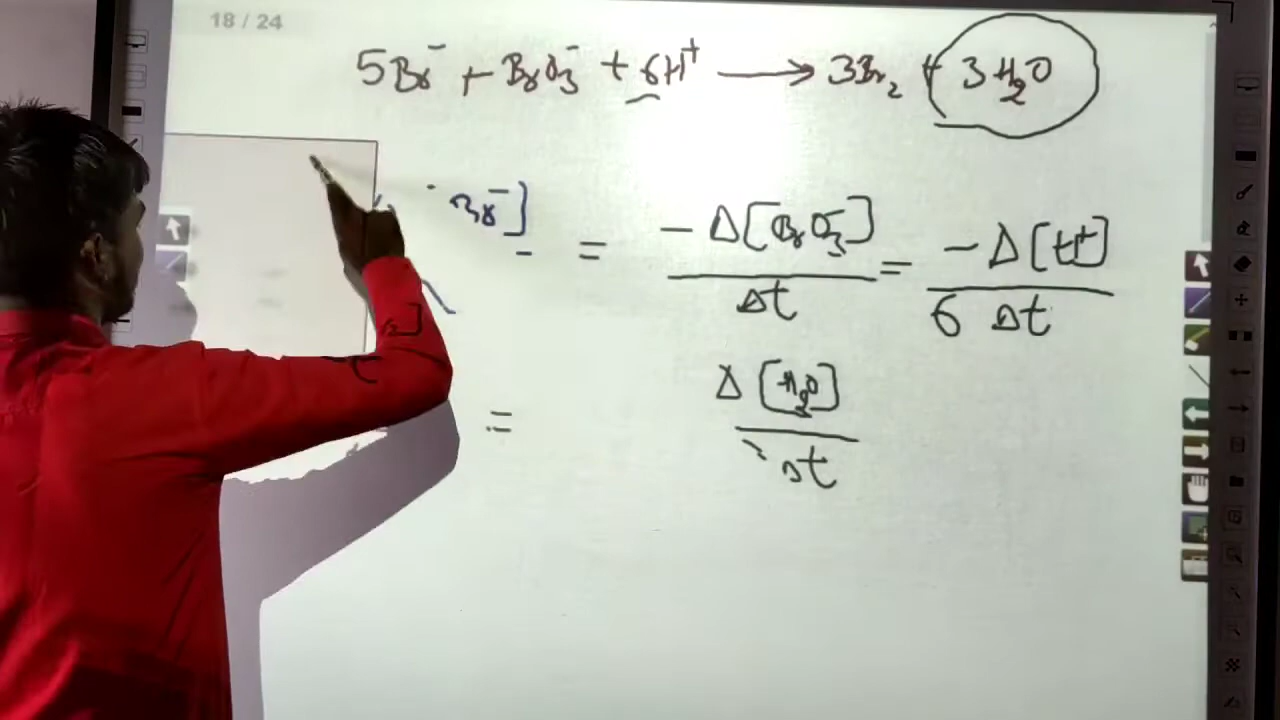 18 / 24
5Br⁻ + BrO₃⁻ + 6H⁺ ⟶ 3Br₂ + 3H₂O
Br⁻] = -Δ[BrO₃⁻]/Δt = -Δ[H⁺]/6 Δt
= Δ[H₂O]/Δt